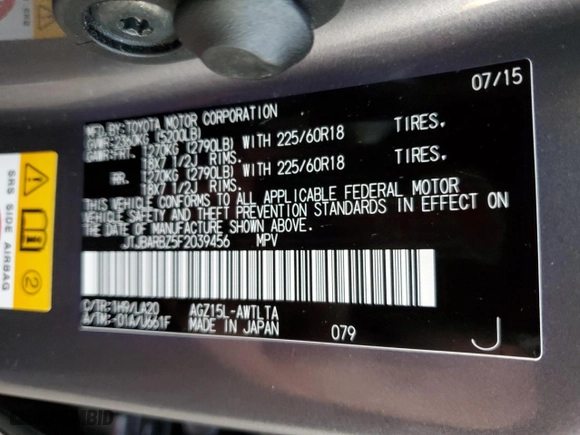 07/15
MFD.BY:TOYOTA MOTOR CORPORATION
KG (5200LB)
GAWR:FRT. 1270KG (2790LB) WITH 225/60R18 TIRES.
18X7 1/2J RIMS.
RR. 1270KG (2790LB) WITH 225/60R18 TIRES.
18X7 1/2J RIMS.
THIS VEHICLE CONFORMS TO ALL APPLICABLE FEDERAL MOTOR
VEHICLE SAFETY AND THEFT PREVENTION STANDARDS IN EFFECT ON
THE DATE OF MANUFACTURE SHOWN ABOVE.
JTJBARBZ5F2039456 MPV
C/TR:1H9/LA20 AGZ15L-AWTLTA
A/TM:-01A/U661F MADE IN JAPAN 079
J
SRS SIDE AIRBAG
2